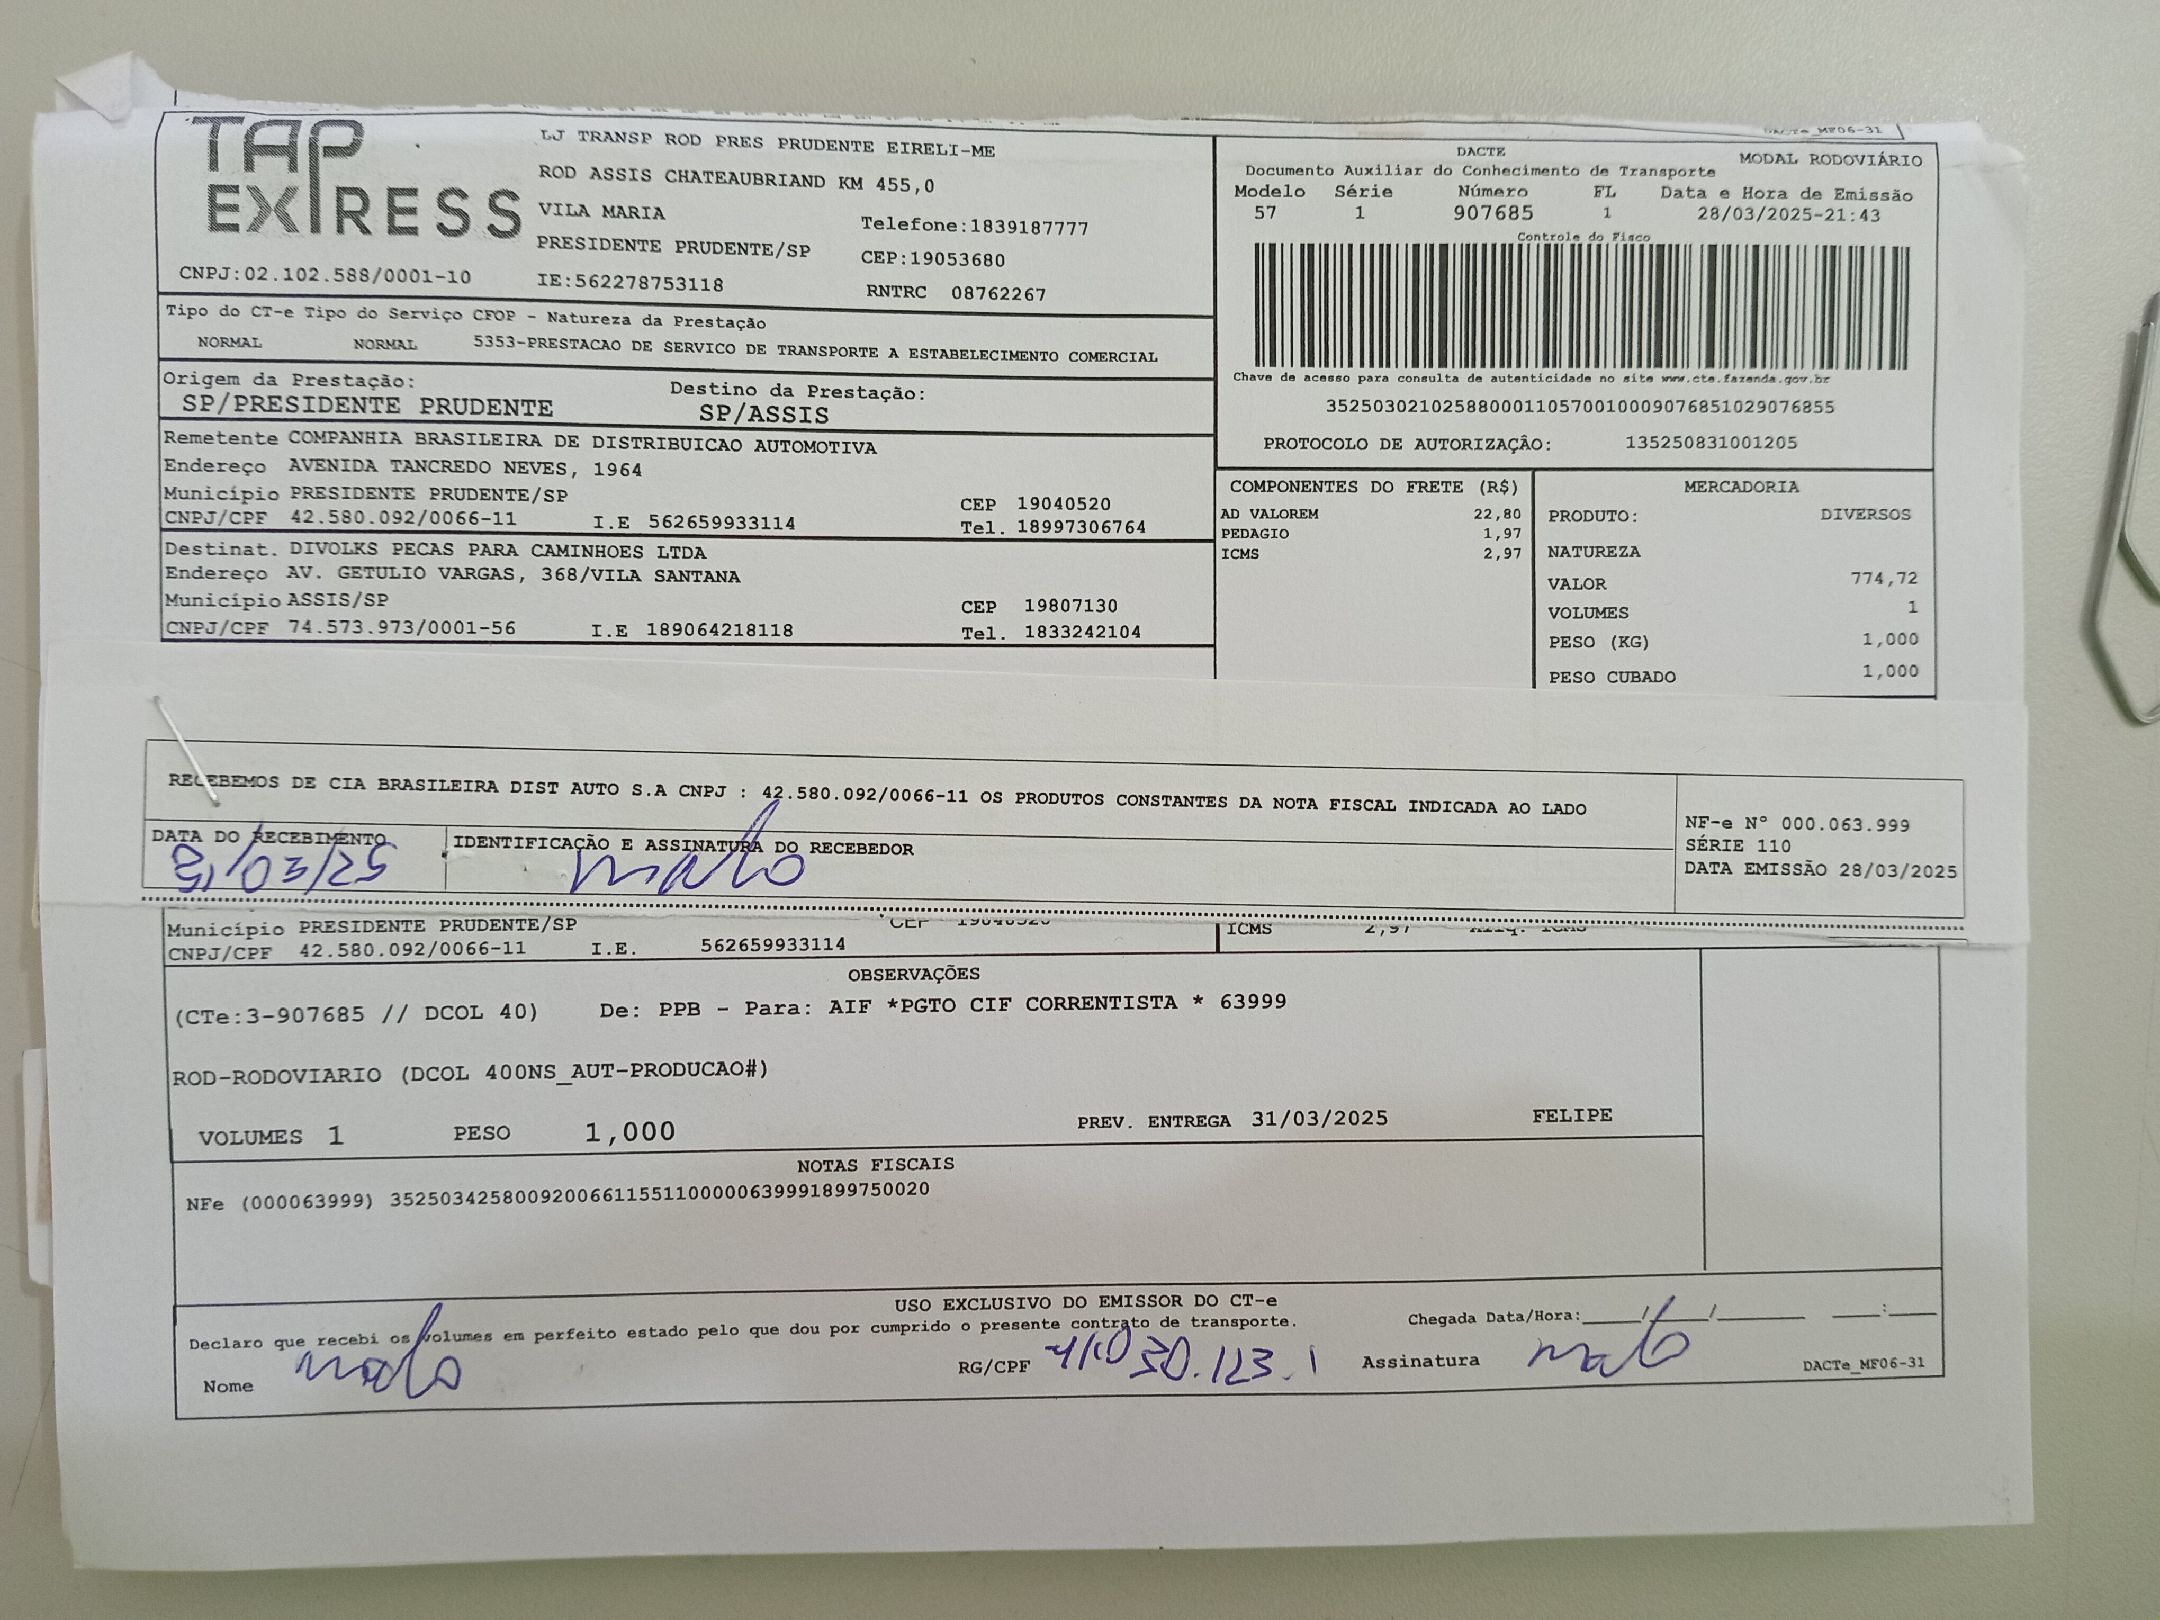 DACTe_MF06-31
TAP
EXPRESS
LJ TRANSP ROD PRES PRUDENTE EIRELI-ME
ROD ASSIS CHATEAUBRIAND KM 455,0
VILA MARIA
Telefone:1839187777
PRESIDENTE PRUDENTE/SP
CEP:19053680
CNPJ:02.102.588/0001-10
IE:562278753118
RNTRC 08762267
DACTE
MODAL RODOVIÁRIO
Documento Auxiliar do Conhecimento de Transporte
Modelo Série Número FL Data e Hora de Emissão
57 1 907685 1 28/03/2025-21:43
Controle do Fisco
Chave de acesso para consulta de autenticidade no site www.cte.fazenda.gov.br
35250302102588000110570010009076851029076855
PROTOCOLO DE AUTORIZAÇÂO: 135250831001205
Tipo do CT-e Tipo do Serviço CFOP - Natureza da Prestação
NORMAL NORMAL 5353-PRESTACAO DE SERVICO DE TRANSPORTE A ESTABELECIMENTO COMERCIAL
Origem da Prestação: Destino da Prestação:
SP/PRESIDENTE PRUDENTE SP/ASSIS
Remetente COMPANHIA BRASILEIRA DE DISTRIBUICAO AUTOMOTIVA
Endereço AVENIDA TANCREDO NEVES, 1964
Município PRESIDENTE PRUDENTE/SP CEP 19040520
CNPJ/CPF 42.580.092/0066-11 I.E 562659933114 Tel. 18997306764
Destinat. DIVOLKS PECAS PARA CAMINHOES LTDA
Endereço AV. GETULIO VARGAS, 368/VILA SANTANA
Município ASSIS/SP CEP 19807130
CNPJ/CPF 74.573.973/0001-56 I.E 189064218118 Tel. 1833242104
COMPONENTES DO FRETE (R$)
AD VALOREM 22,80
PEDAGIO 1,97
ICMS 2,97
MERCADORIA
PRODUTO: DIVERSOS
NATUREZA
VALOR 774,72
VOLUMES 1
PESO (KG) 1,000
PESO CUBADO 1,000
RECEBEMOS DE CIA BRASILEIRA DIST AUTO S.A CNPJ : 42.580.092/0066-11 OS PRODUTOS CONSTANTES DA NOTA FISCAL INDICADA AO LADO
DATA DO RECEBIMENTO
IDENTIFICAÇÃO E ASSINATURA DO RECEBEDOR
/03/25
NF-e N° 000.063.999
SÉRIE 110
DATA EMISSÃO 28/03/2025
Município PRESIDENTE PRUDENTE/SP CEP 19040520
CNPJ/CPF 42.580.092/0066-11 I.E. 562659933114
ICMS 2,97 Aliq. ICMS
OBSERVAÇÕES
(CTe:3-907685 // DCOL 40) De: PPB - Para: AIF *PGTO CIF CORRENTISTA * 63999
ROD-RODOVIARIO (DCOL 400NS_AUT-PRODUCAO#)
VOLUMES 1 PESO 1,000 PREV. ENTREGA 31/03/2025 FELIPE
NOTAS FISCAIS
NFe (000063999) 35250342580092006611551100000639991899750020
USO EXCLUSIVO DO EMISSOR DO CT-e
Declaro que recebi os volumes em perfeito estado pelo que dou por cumprido o presente contrato de transporte.
Chegada Data/Hora:____/____/______ ____:____
Nome
RG/CPF
Assinatura
DACTe_MF06-31